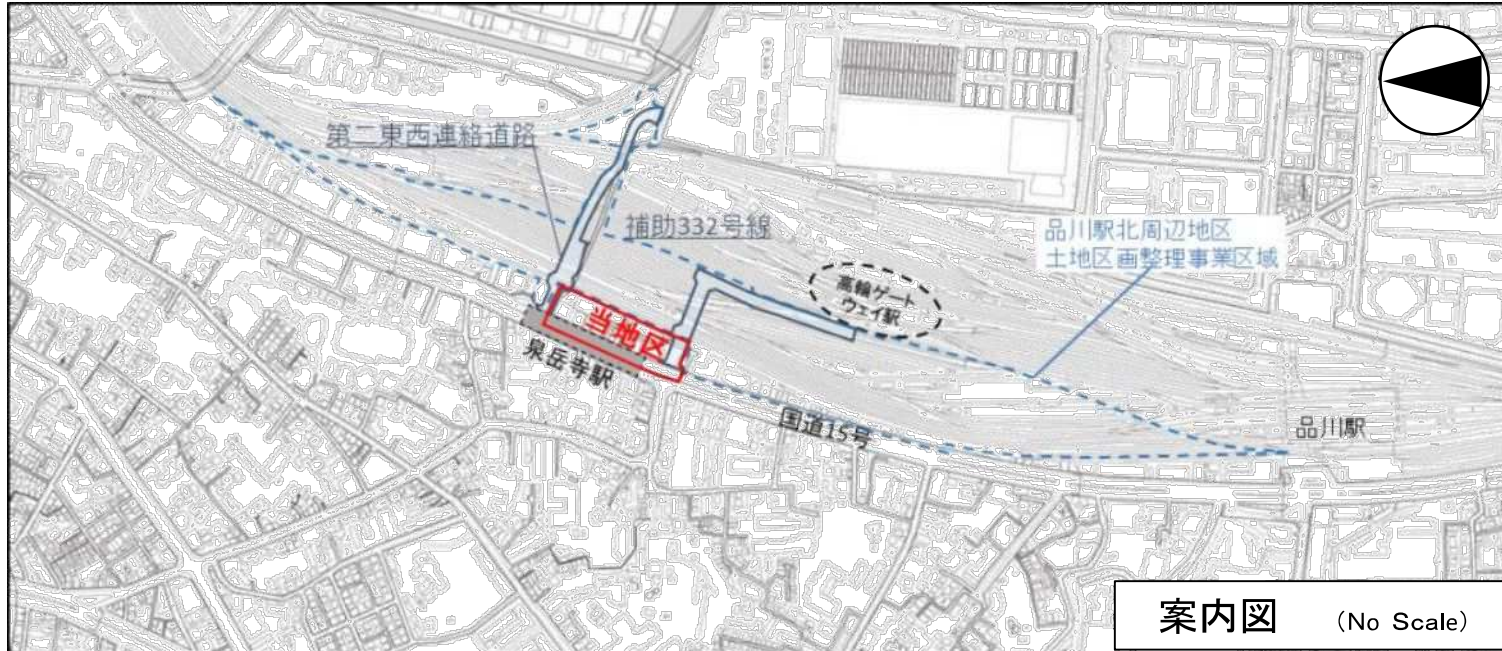 第二東西連絡道路
補助332号線
品川駅北周辺地区
土地区画整理事業区域
高輪ゲート
ウェイ駅
当地区
泉岳寺駅
国道15号
品川駅
案内図 (No Scale)